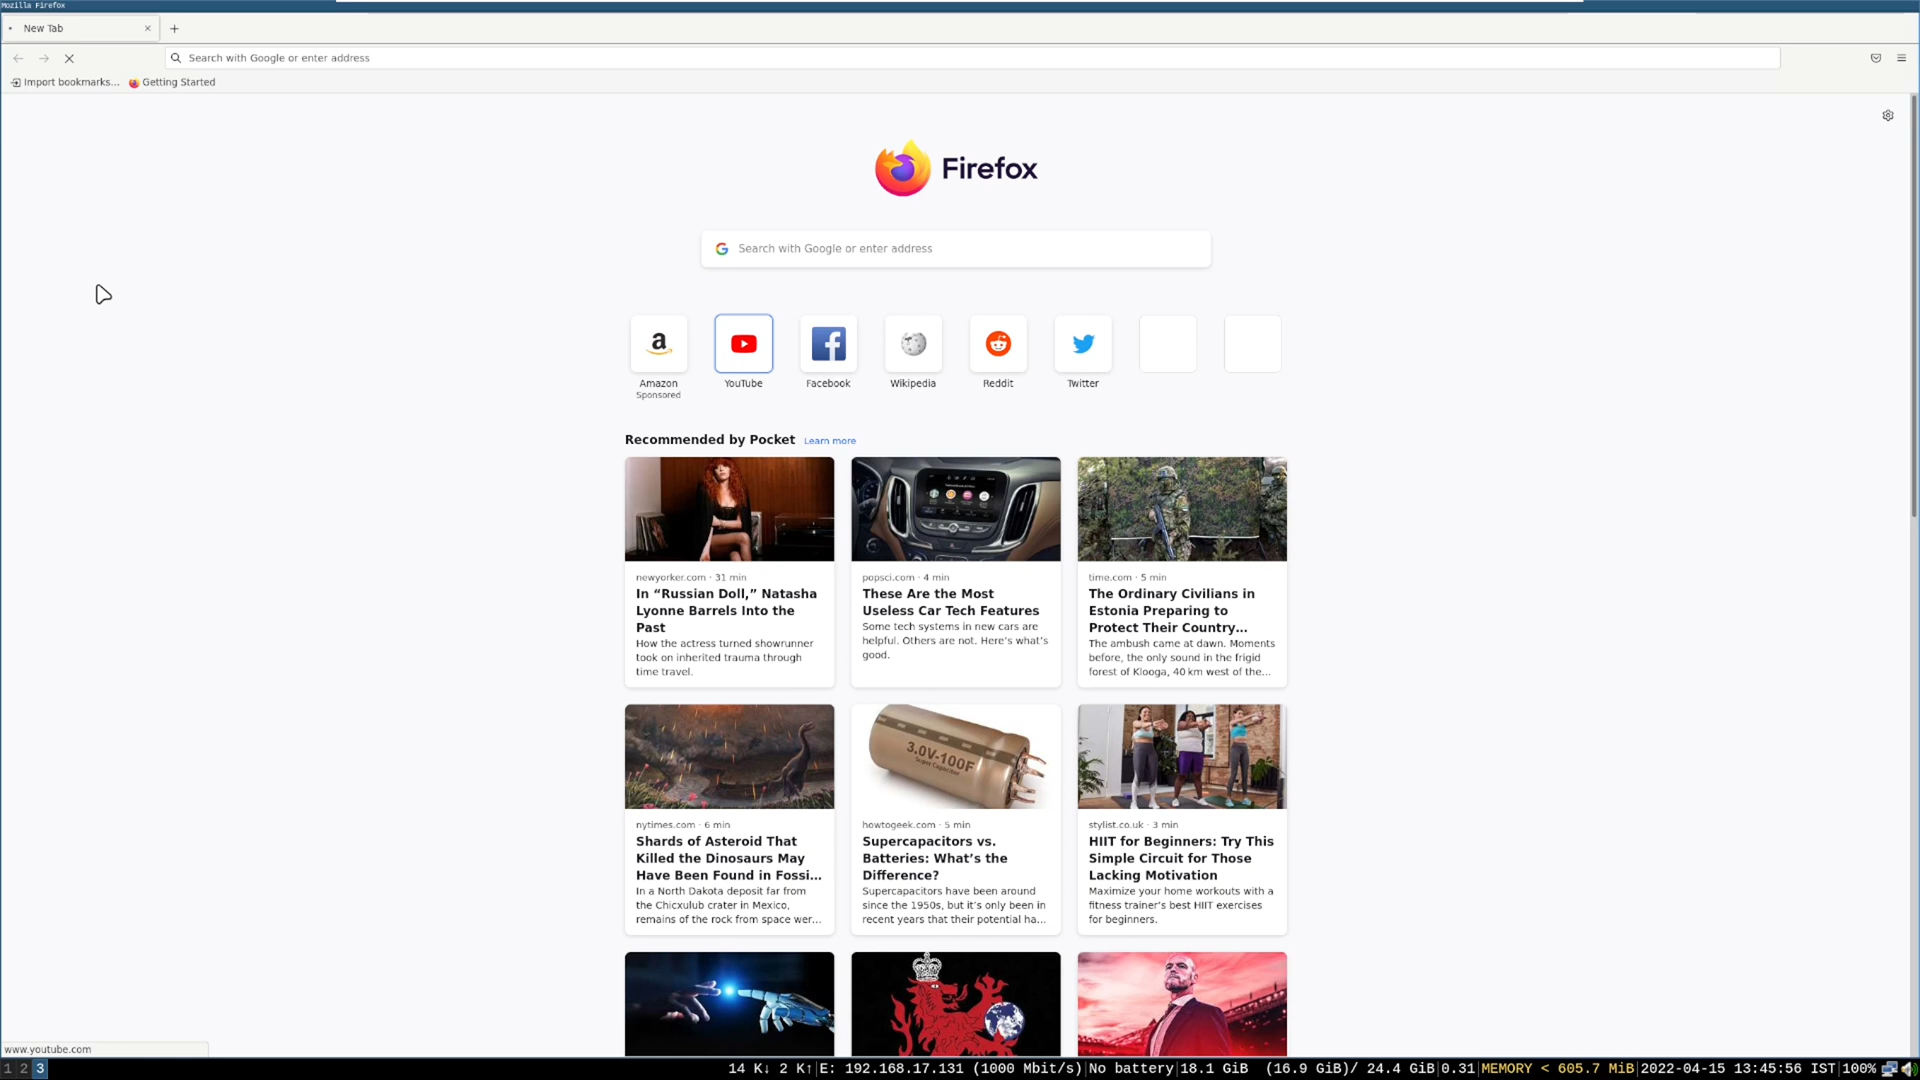 Mozilla Firefox
New Tab
Search with Google or enter address
Import bookmarks...
Getting Started
Firefox
Search with Google or enter address
Amazon
Sponsored
YouTube
Facebook
Wikipedia
Reddit
Twitter
Recommended by Pocket Learn more
newyorker.com · 31 min
In “Russian Doll,” Natasha
Lyonne Barrels Into the
Past
How the actress turned showrunner
took on inherited trauma through
time travel.
popsci.com · 4 min
These Are the Most
Useless Car Tech Features
Some tech systems in new cars are
helpful. Others are not. Here’s what’s
good.
time.com · 5 min
The Ordinary Civilians in
Estonia Preparing to
Protect Their Country…
The ambush came at dawn. Moments
before, the only sound in the frigid
forest of Klooga, 40 km west of the…
3.0V-100F
Super Capacitor
nytimes.com · 6 min
Shards of Asteroid That
Killed the Dinosaurs May
Have Been Found in Fossi…
In a North Dakota deposit far from
the Chicxulub crater in Mexico,
remains of the rock from space wer…
howtogeek.com · 5 min
Supercapacitors vs.
Batteries: What’s the
Difference?
Supercapacitors have been around
since the 1950s, but it’s only been in
recent years that their potential ha…
stylist.co.uk · 3 min
HIIT for Beginners: Try This
Simple Circuit for Those
Lacking Motivation
Maximize your home workouts with a
fitness trainer’s best HIIT exercises
for beginners.
www.youtube.com
1 2 3
14 K↓ 2 K↑|E: 192.168.17.131 (1000 Mbit/s)|No battery|18.1 GiB (16.9 GiB)/ 24.4 GiB|0.31|MEMORY < 605.7 MiB|2022-04-15 13:45:56 IST|100%